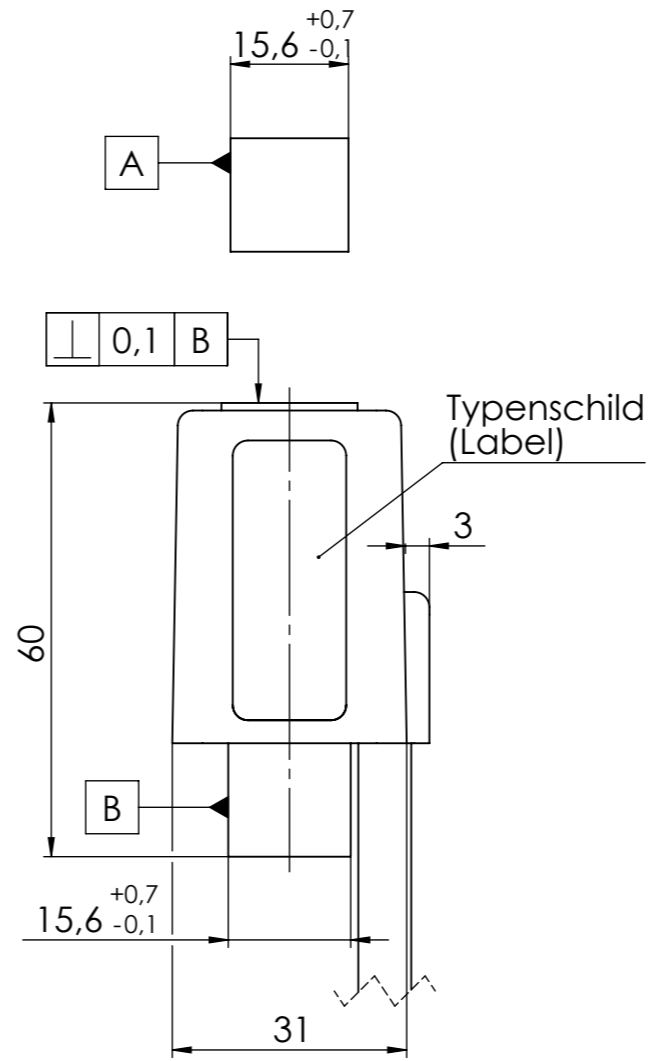 +0,7
15,6 -0,1
A
⊥ 0,1 B
Typenschild
(Label)
3
60
B
+0,7
15,6 -0,1
31